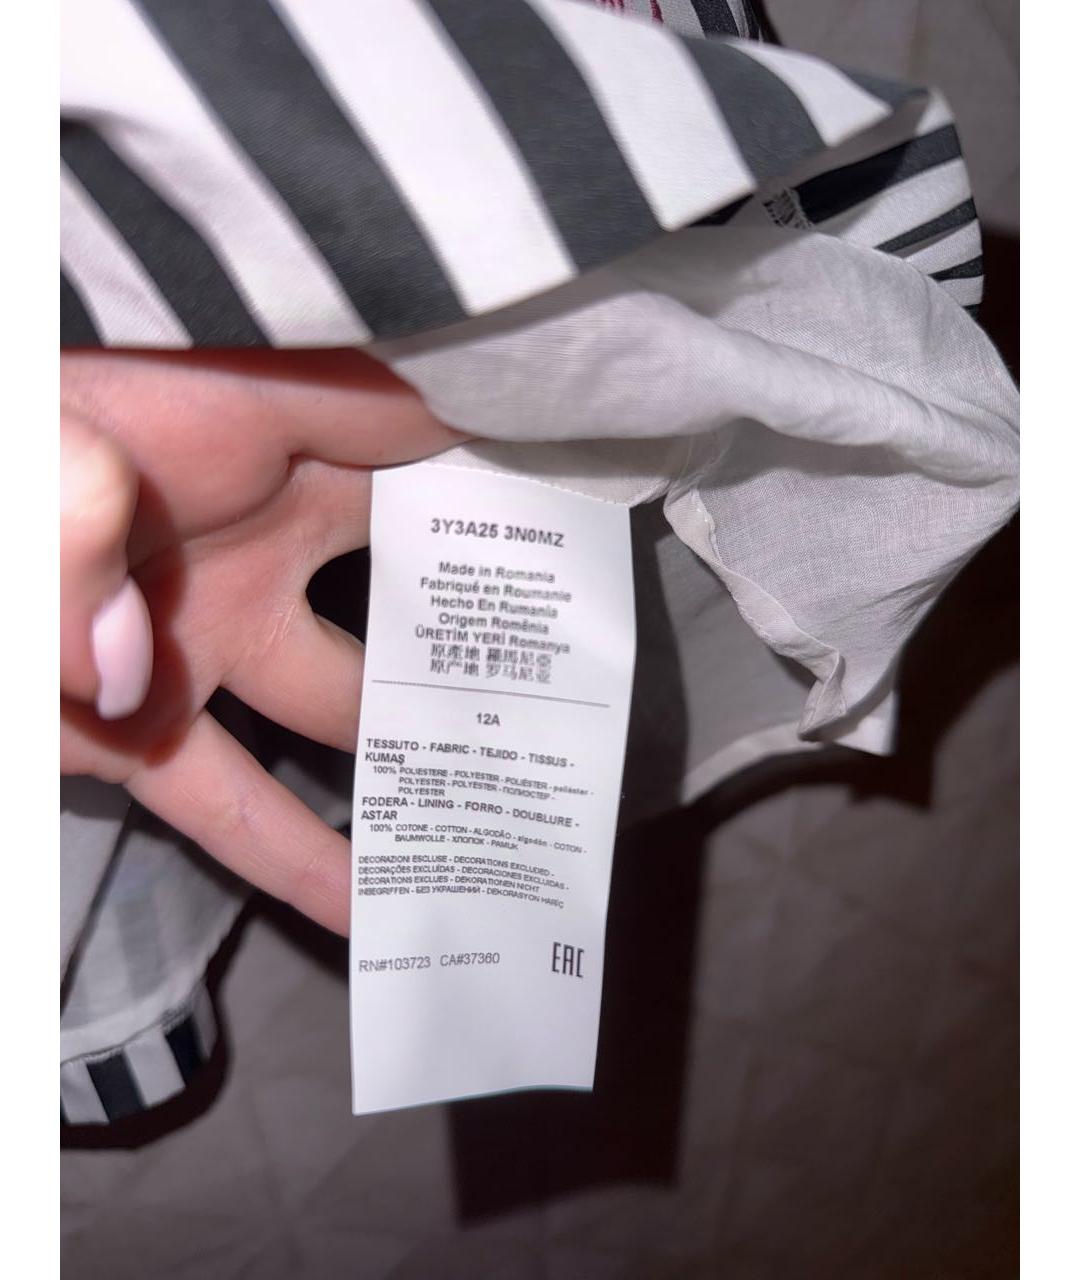 3Y3A25 3N0MZ
Made in Romania
Fabriqué en Roumanie
Hecho En Rumania
Origem Romênia
ÜRETİM YERİ Romanya
原產地 羅馬尼亞
原产地 罗马尼亚
12A
TESSUTO - FABRIC - TEJIDO - TISSUS -
KUMAŞ
100% POLIESTERE - POLYESTER - POLIÉSTER - poliéster -
POLYESTER - POLYESTER - ПОЛИЭСТЕР -
POLYESTER
FODERA - LINING - FORRO - DOUBLURE -
ASTAR
100% COTONE - COTTON - ALGODÃO - algodón - COTON -
BAUMWOLLE - ХЛОПОК - PAMUK
DECORAZIONI ESCLUSE - DECORATIONS EXCLUDED -
DECORAÇÕES EXCLUÍDAS - DECORACIONES EXCLUIDAS -
DÉCORATIONS EXCLUES - DEKORATIONEN NICHT
INBEGRIFFEN - БЕЗ УКРАШЕНИЙ - DEKORASYON HARİÇ
RN#103723 CA#37360
EAC